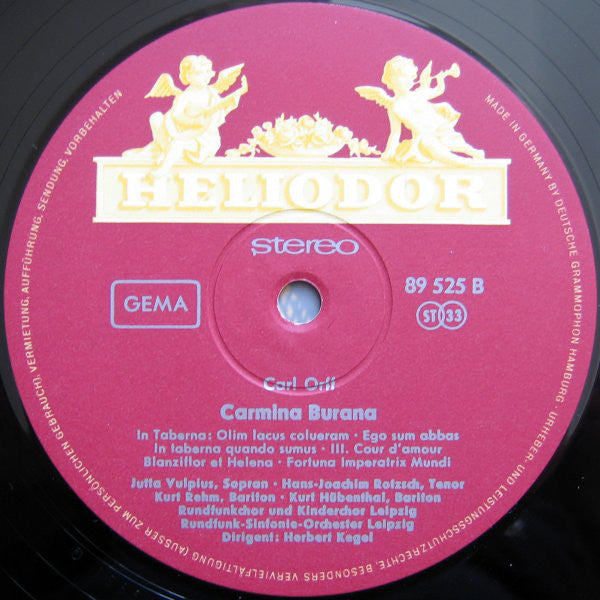 HELIODOR
stereo
GEMA
89 525 B
ST 33
Carl Orff
Carmina Burana
In Taberna: Olim lacus colueram · Ego sum abbas
In taberna quando sumus · III. Cour d'amour
Blanziflor et Helena · Fortuna Imperatrix Mundi
Jutta Vulpius, Sopran · Hans-Joachim Rotzsch, Tenor
Kurt Rehm, Bariton · Kurt Hübenthal, Bariton
Rundfunkchor und Kinderchor Leipzig
Rundfunk-Sinfonie-Orchester Leipzig
Dirigent: Herbert Kegel
MADE IN GERMANY BY DEUTSCHE GRAMMOPHON HAMBURG · URHEBER- UND LEISTUNGSSCHUTZRECHTE, BESONDERS VERVIELFÄLTIGUNG (AUSSER ZUM PERSÖNLICHEN GEBRAUCH), VERMIETUNG, AUFFÜHRUNG, SENDUNG, VORBEHALTEN